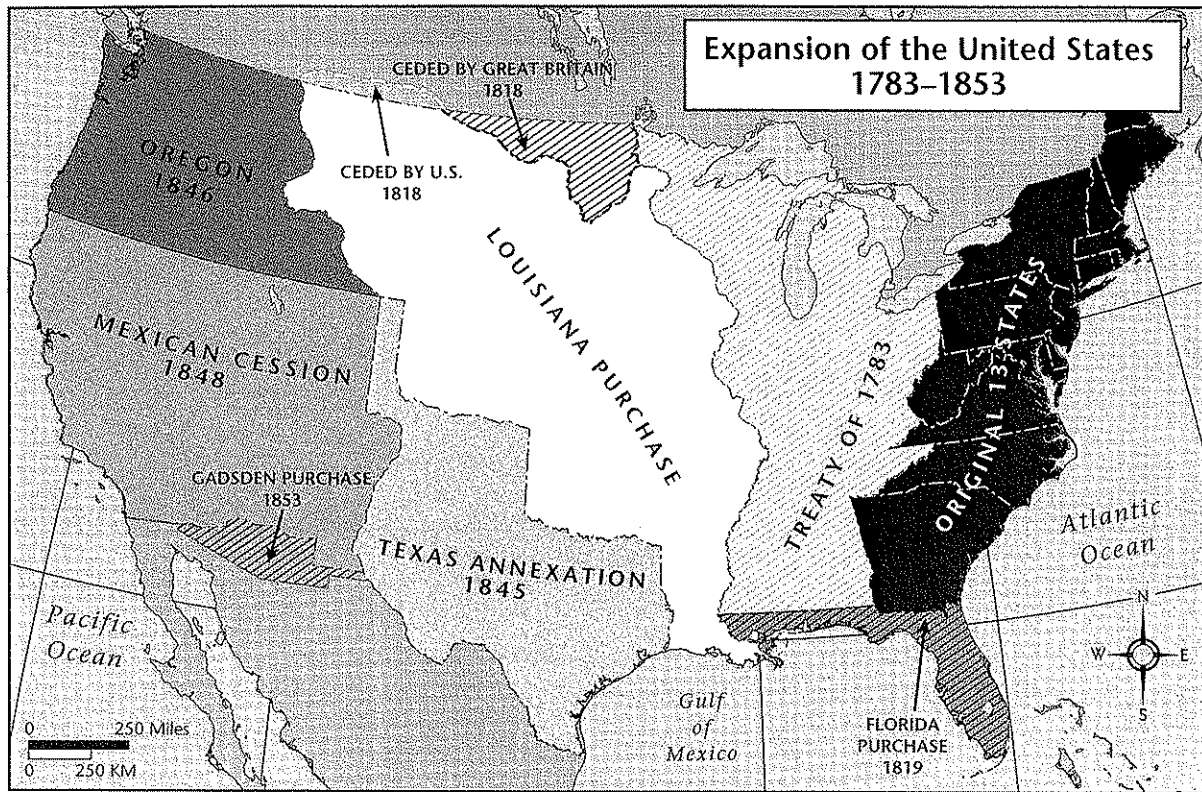 Expansion of the United States
1783–1853
CEDED BY GREAT BRITAIN
1818
CEDED BY U.S.
1818
OREGON
1846
LOUISIANA PURCHASE
MEXICAN CESSION
1848
GADSDEN PURCHASE
1853
TEXAS ANNEXATION
1845
TREATY OF 1783
ORIGINAL 13 STATES
Atlantic
Ocean
Pacific
Ocean
Gulf
of
Mexico
FLORIDA
PURCHASE
1819
N
W
E
S
0 250 Miles
0 250 KM